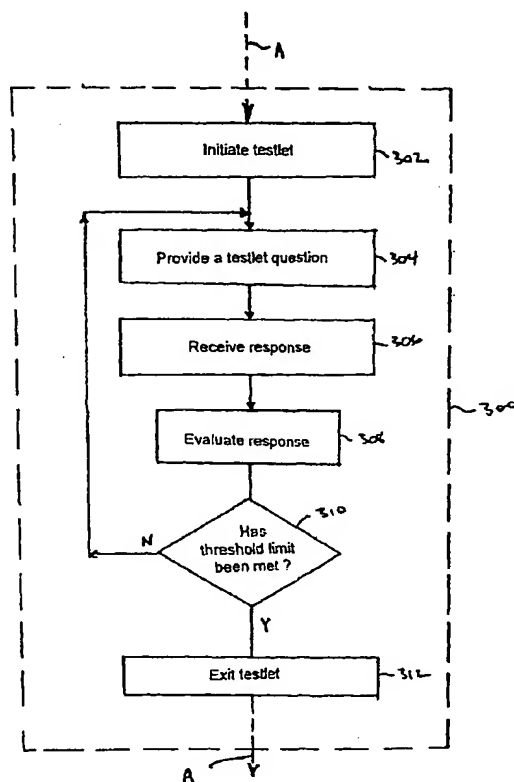 A
Initiate testlet
302
Provide a testlet question
304
Receive response
306
300
Evaluate response
308
310
Has
threshold limit
been met ?
N
Y
Exit testlet
312
A